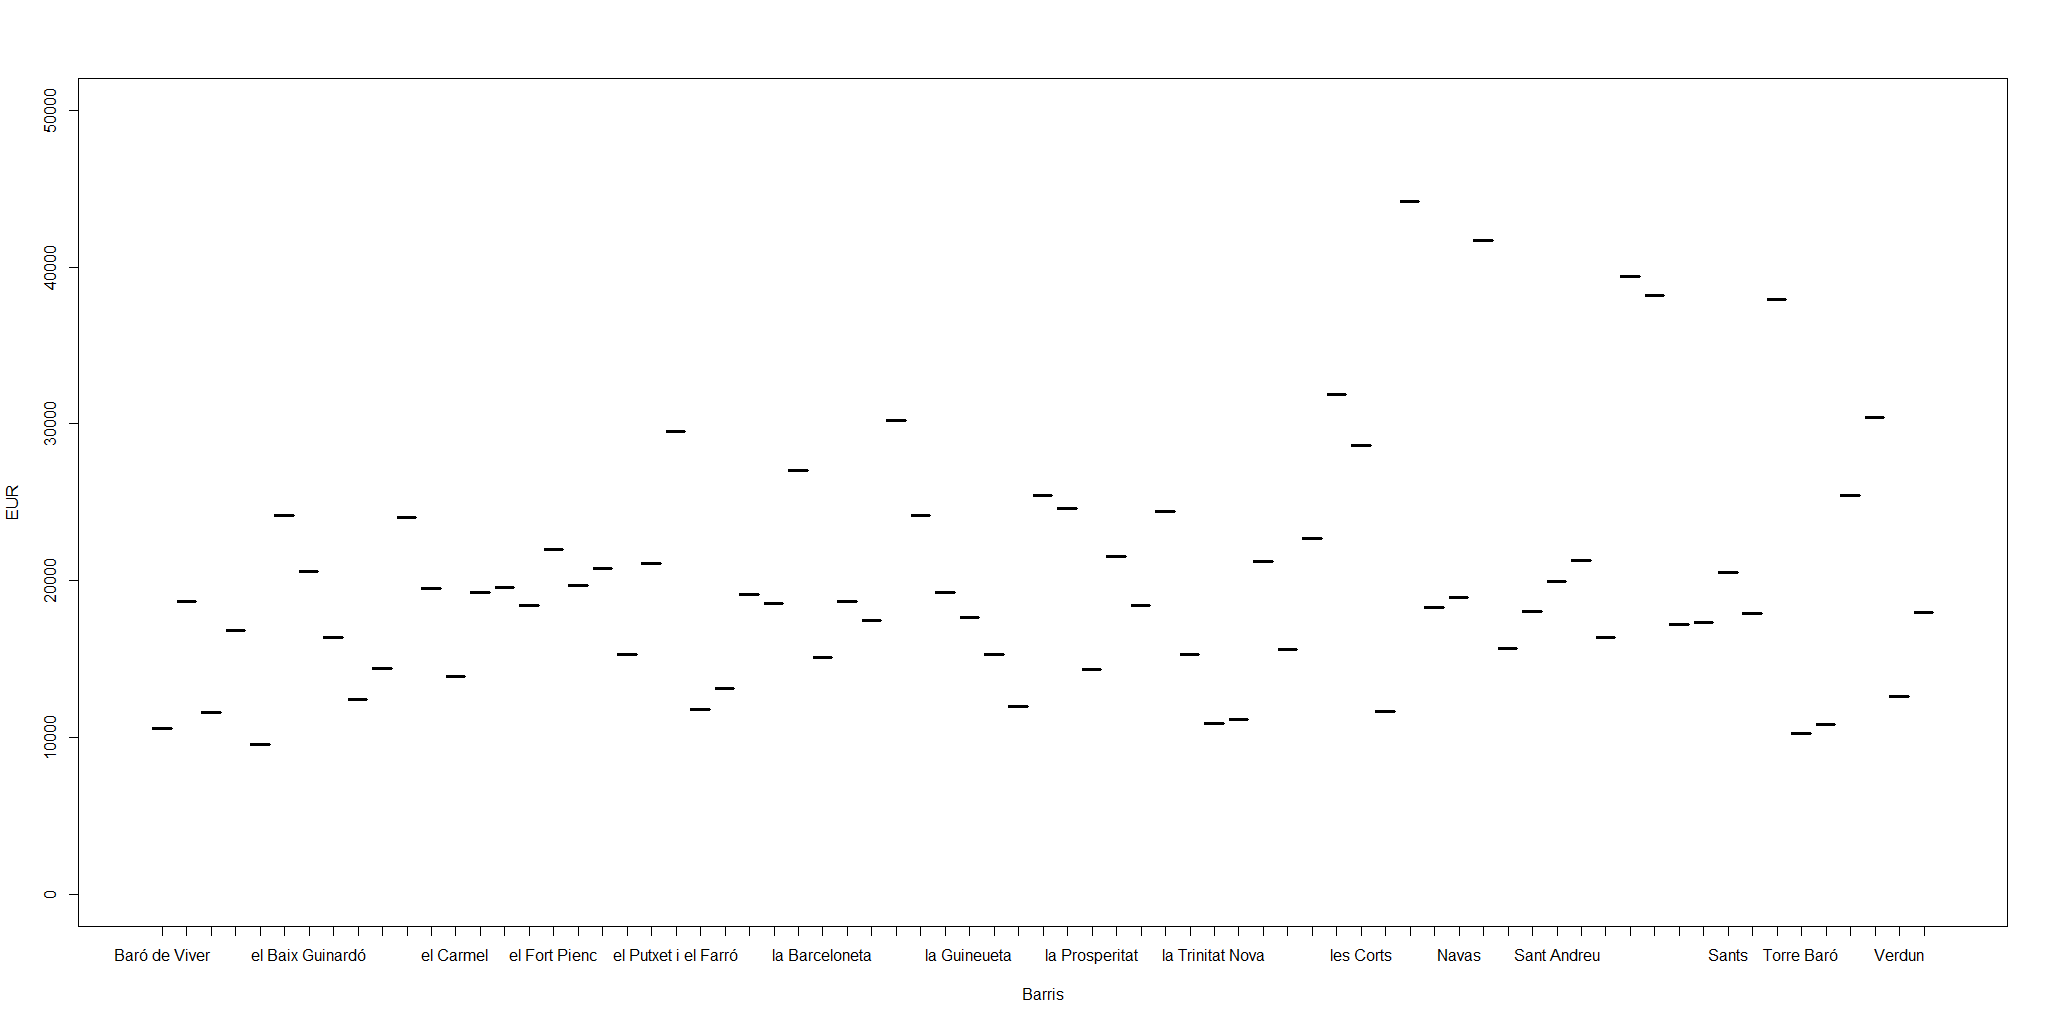 50000
40000
30000
20000
10000
0
EUR
Baró de Viver el Baix Guinardó el Carmel el Fort Pienc el Putxet i el Farró la Barceloneta la Guineueta la Prosperitat la Trinitat Nova les Corts Navas Sant Andreu Sants Torre Baró Verdun
Barris